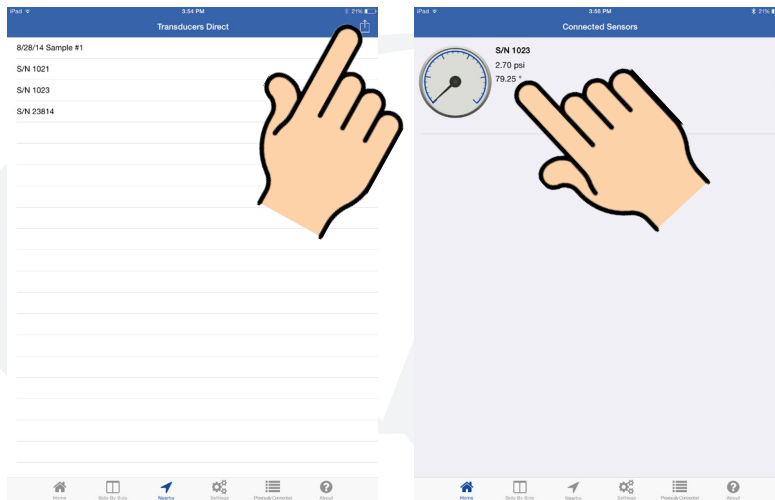 iPad 3:54 PM 21%
Transducers Direct
8/28/14 Sample #1
S/N 1021
S/N 1023
S/N 23814
Home Side By Side Nearby Settings Previously Connected About
iPad 3:56 PM 21%
Connected Sensors
S/N 1023
2.70 psi
79.25 °
Home Side By Side Nearby Settings Previously Connected About